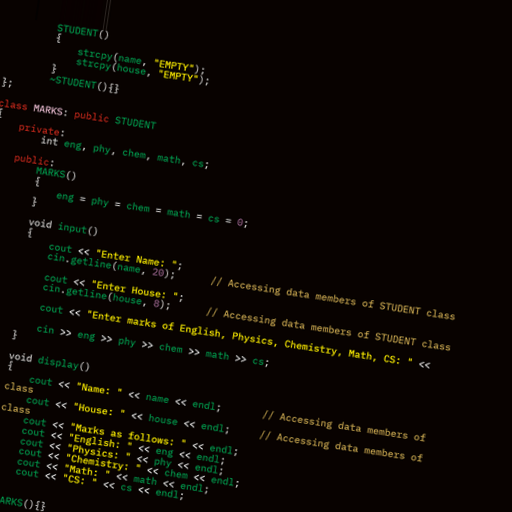 STUDENT()
{
strcpy(name, "EMPTY");
strcpy(house, "EMPTY");
}
~STUDENT(){}
};
class MARKS: public STUDENT
{
private:
int eng, phy, chem, math, cs;
public:
MARKS()
{
eng = phy = chem = math = cs = 0;
}
void input()
{
cout << "Enter Name: ";
cin.getline(name, 20); // Accessing data members of STUDENT class
cout << "Enter House: ";
cin.getline(house, 8); // Accessing data members of STUDENT class
cout << "Enter marks of English, Physics, Chemistry, Math, CS: " <<
cin >> eng >> phy >> chem >> math >> cs;
}
void display()
{
cout << "Name: " << name << endl; // Accessing data members of
class
cout << "House: " << house << endl; // Accessing data members of
class
cout << "Marks as follows: " << endl;
cout << "English: " << eng << endl;
cout << "Physics: " << phy << endl;
cout << "Chemistry: " << chem << endl;
cout << "Math: " << math << endl;
cout << "CS: " << cs << endl;
ARKS(){}